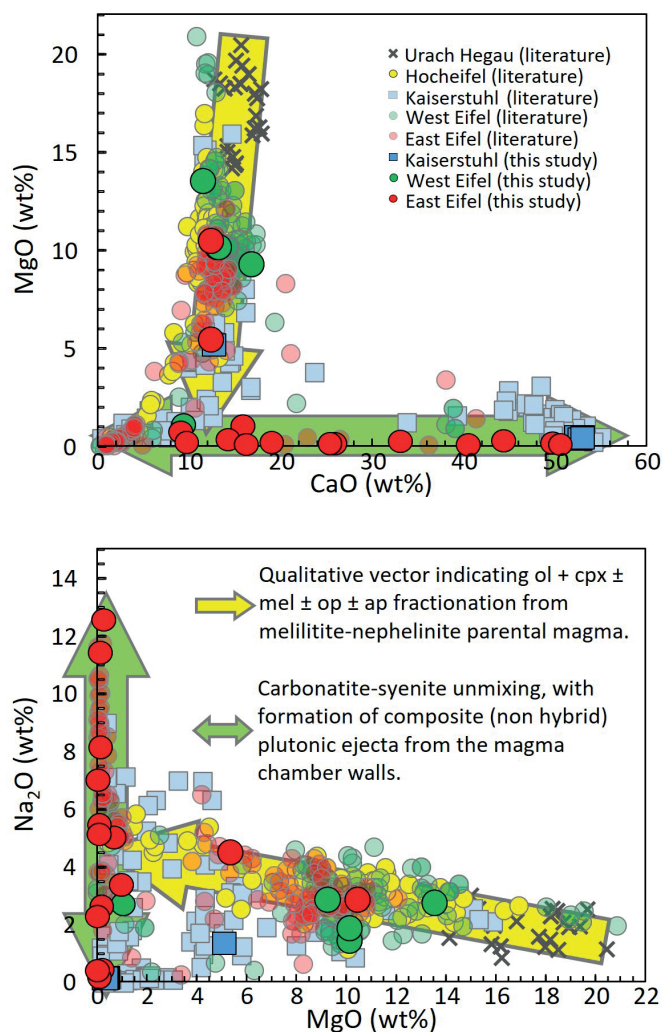 20
15
10
5
0
MgO (wt%)
Urach Hegau (literature)
Hocheifel (literature)
Kaiserstuhl (literature)
West Eifel (literature)
East Eifel (literature)
Kaiserstuhl (this study)
West Eifel (this study)
East Eifel (this study)
0 10 20 30 40 50 60
CaO (wt%)
14
12
10
8
6
4
2
0
Na2O (wt%)
Qualitative vector indicating ol + cpx ±
mel ± op ± ap fractionation from
melilitite-nephelinite parental magma.
Carbonatite-syenite unmixing, with
formation of composite (non hybrid)
plutonic ejecta from the magma
chamber walls.
0 2 4 6 8 10 12 14 16 18 20 22
MgO (wt%)